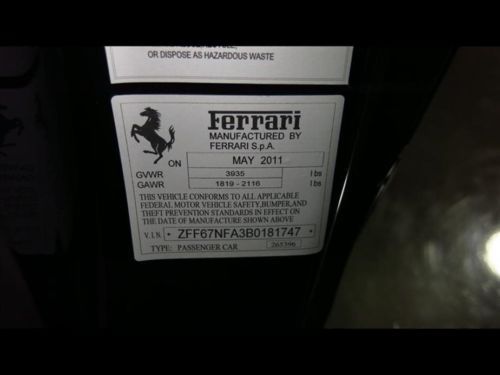 OR DISPOSE AS HAZARDOUS WASTE
Ferrari
MANUFACTURED BY
FERRARI S.p.A.
ON MAY 2011
GVWR 3935 lbs
GAWR 1819 - 2116 lbs
THIS VEHICLE CONFORMS TO ALL APPLICABLE
FEDERAL MOTOR VEHICLE SAFETY, BUMPER, AND
THEFT PREVENTION STANDARDS IN EFFECT ON
THE DATE OF MANUFACTURE SHOWN ABOVE
V.I.N. * ZFF67NFA3B0181747 *
TYPE: PASSENGER CAR 265396